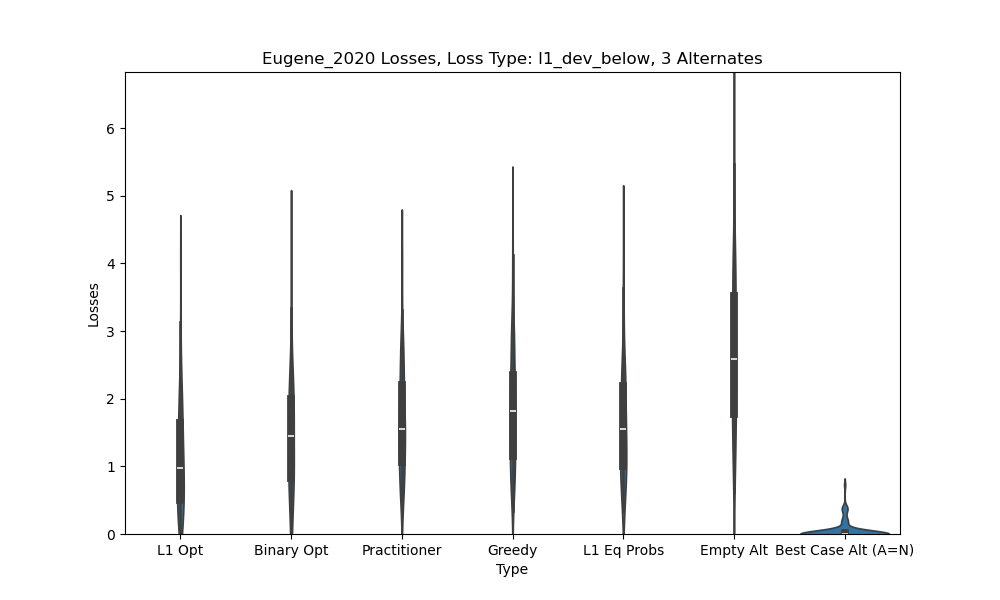 Eugene_2020 Losses, Loss Type: l1_dev_below, 3 Alternates
6
5
4
3
2
1
0
Losses
L1 Opt
Binary Opt
Practitioner
Greedy
L1 Eq Probs
Empty Alt
Best Case Alt (A=N)
Type